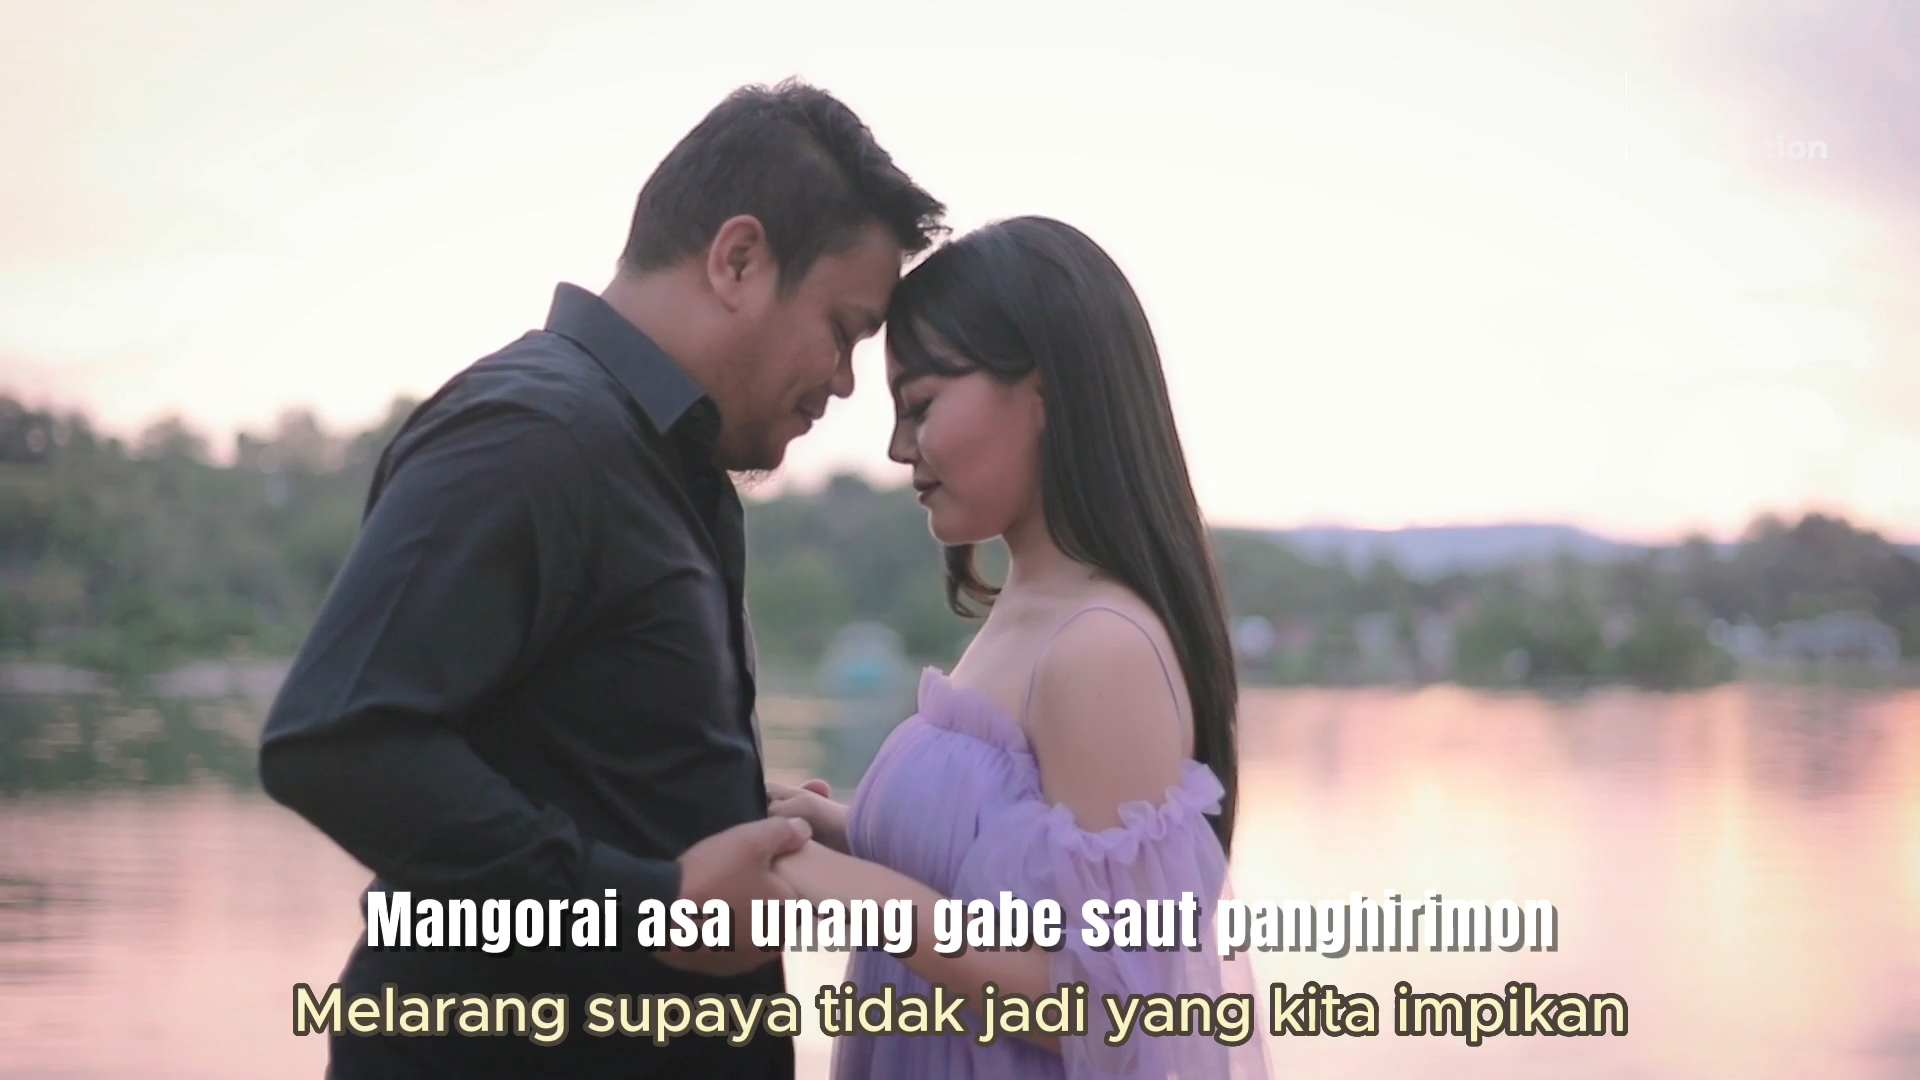 Mangorai asa unang gabe saut panghirimon
Melarang supaya tidak jadi yang kita impikan